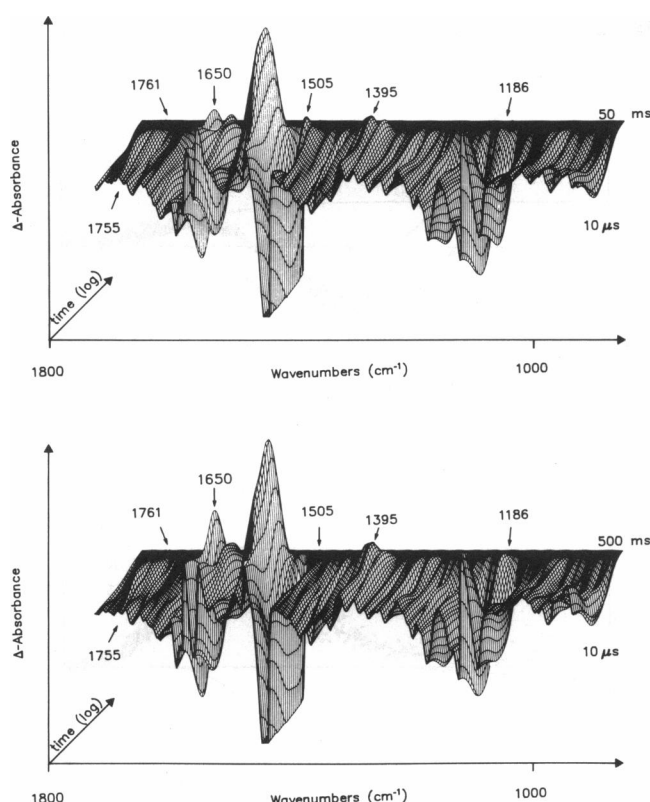 1761
1650
1505
1395
1186
50 ms
Δ-Absorbance
1755
10 μs
time (log)
1800
Wavenumbers (cm⁻¹)
1000
1761
1650
1505
1395
1186
500 ms
Δ-Absorbance
1755
10 μs
time (log)
1800
Wavenumbers (cm⁻¹)
1000